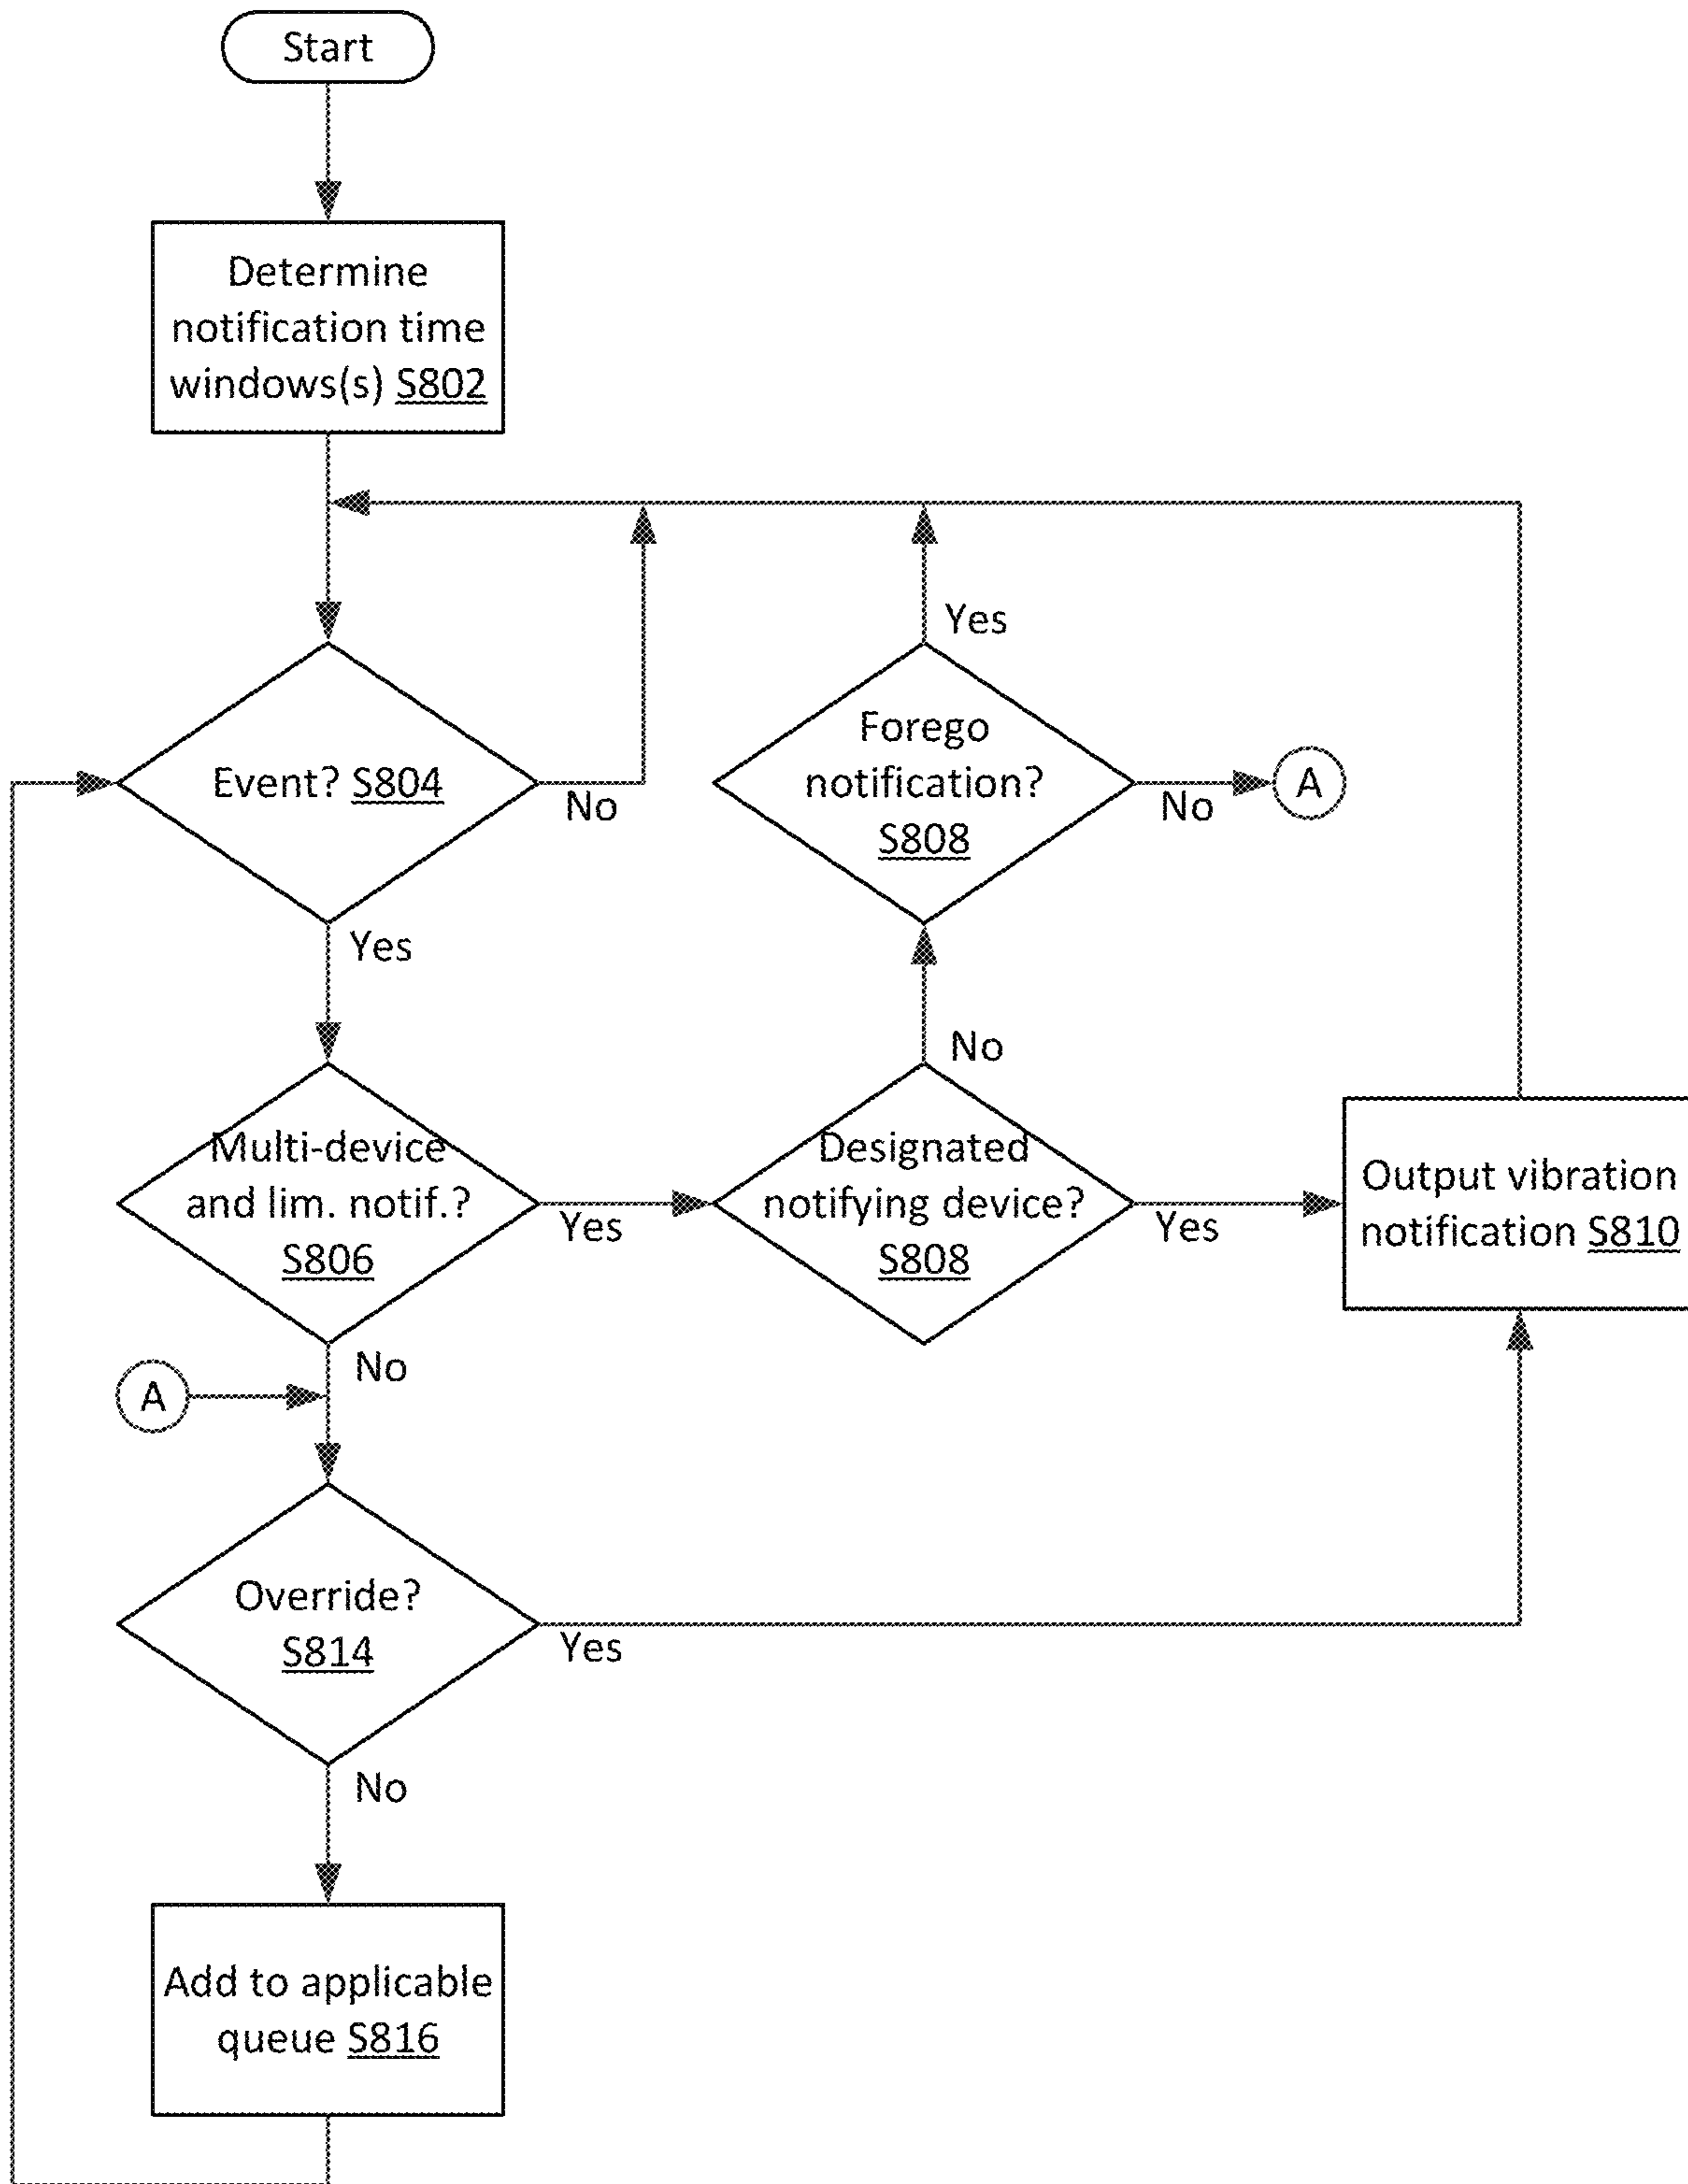 Start
Determine
notification time
windows(s) S802
Yes
Forego
notification?
S808
No
A
Event? S804
No
Yes
No
Multi-device
and lim. notif.?
S806
Yes
Designated
notifying device?
S808
Yes
Output vibration
notification S810
No
A
Override?
S814
Yes
No
Add to applicable
queue S816